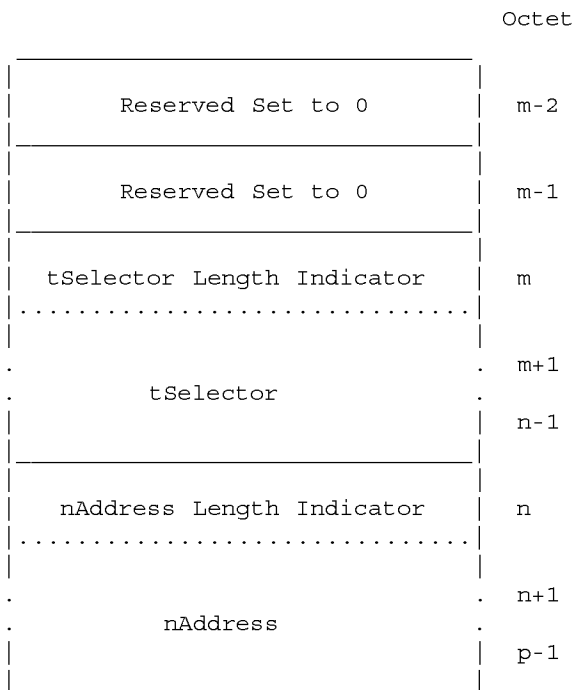 Octet
Reserved Set to 0 m-2
Reserved Set to 0 m-1
tSelector Length Indicator m
m+1
tSelector
n-1
nAddress Length Indicator n
n+1
nAddress
p-1